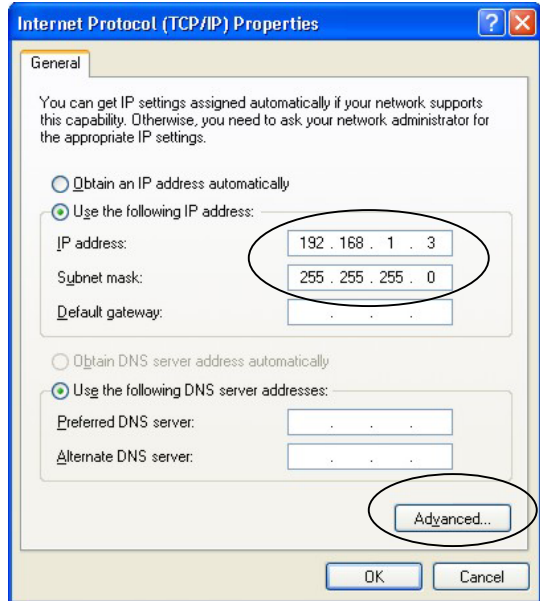 Internet Protocol (TCP/IP) Properties
General
You can get IP settings assigned automatically if your network supports
this capability. Otherwise, you need to ask your network administrator for
the appropriate IP settings.
Obtain an IP address automatically
Use the following IP address:
IP address: 192 . 168 . 1 . 3
Subnet mask: 255 . 255 . 255 . 0
Default gateway: . . .
Obtain DNS server address automatically
Use the following DNS server addresses:
Preferred DNS server: . . .
Alternate DNS server: . . .
Advanced...
OK Cancel